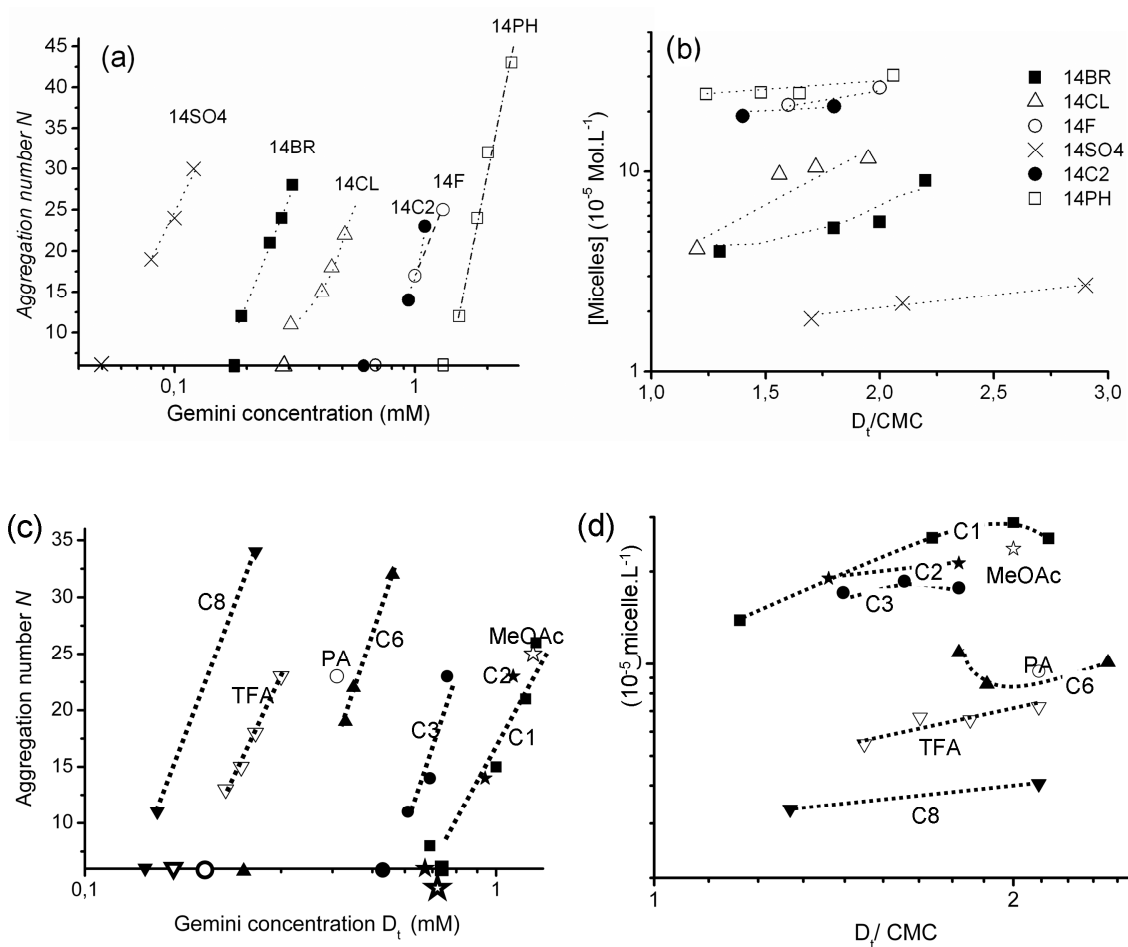 (a)
45
40
35
30
25
20
15
10
Aggregation number N
14SO4
14BR
14CL
14C2
14F
14PH
0,1
1
Gemini concentration (mM)
(b)
10
1
[Micelles] (10⁻⁵ Mol.L⁻¹)
14BR
14CL
14F
14SO4
14C2
14PH
1,0
1,5
2,0
2,5
3,0
Dₜ/CMC
(c)
35
30
25
20
15
10
Aggregation number N
C8
TFA
PA
C6
C3
C2
MeOAc
C1
0,1
1
Gemini concentration Dₜ (mM)
(d)
(10⁻⁵ micelle.L⁻¹)
C1
C2
MeOAc
C3
PA
C6
TFA
C8
1
2
Dₜ/ CMC